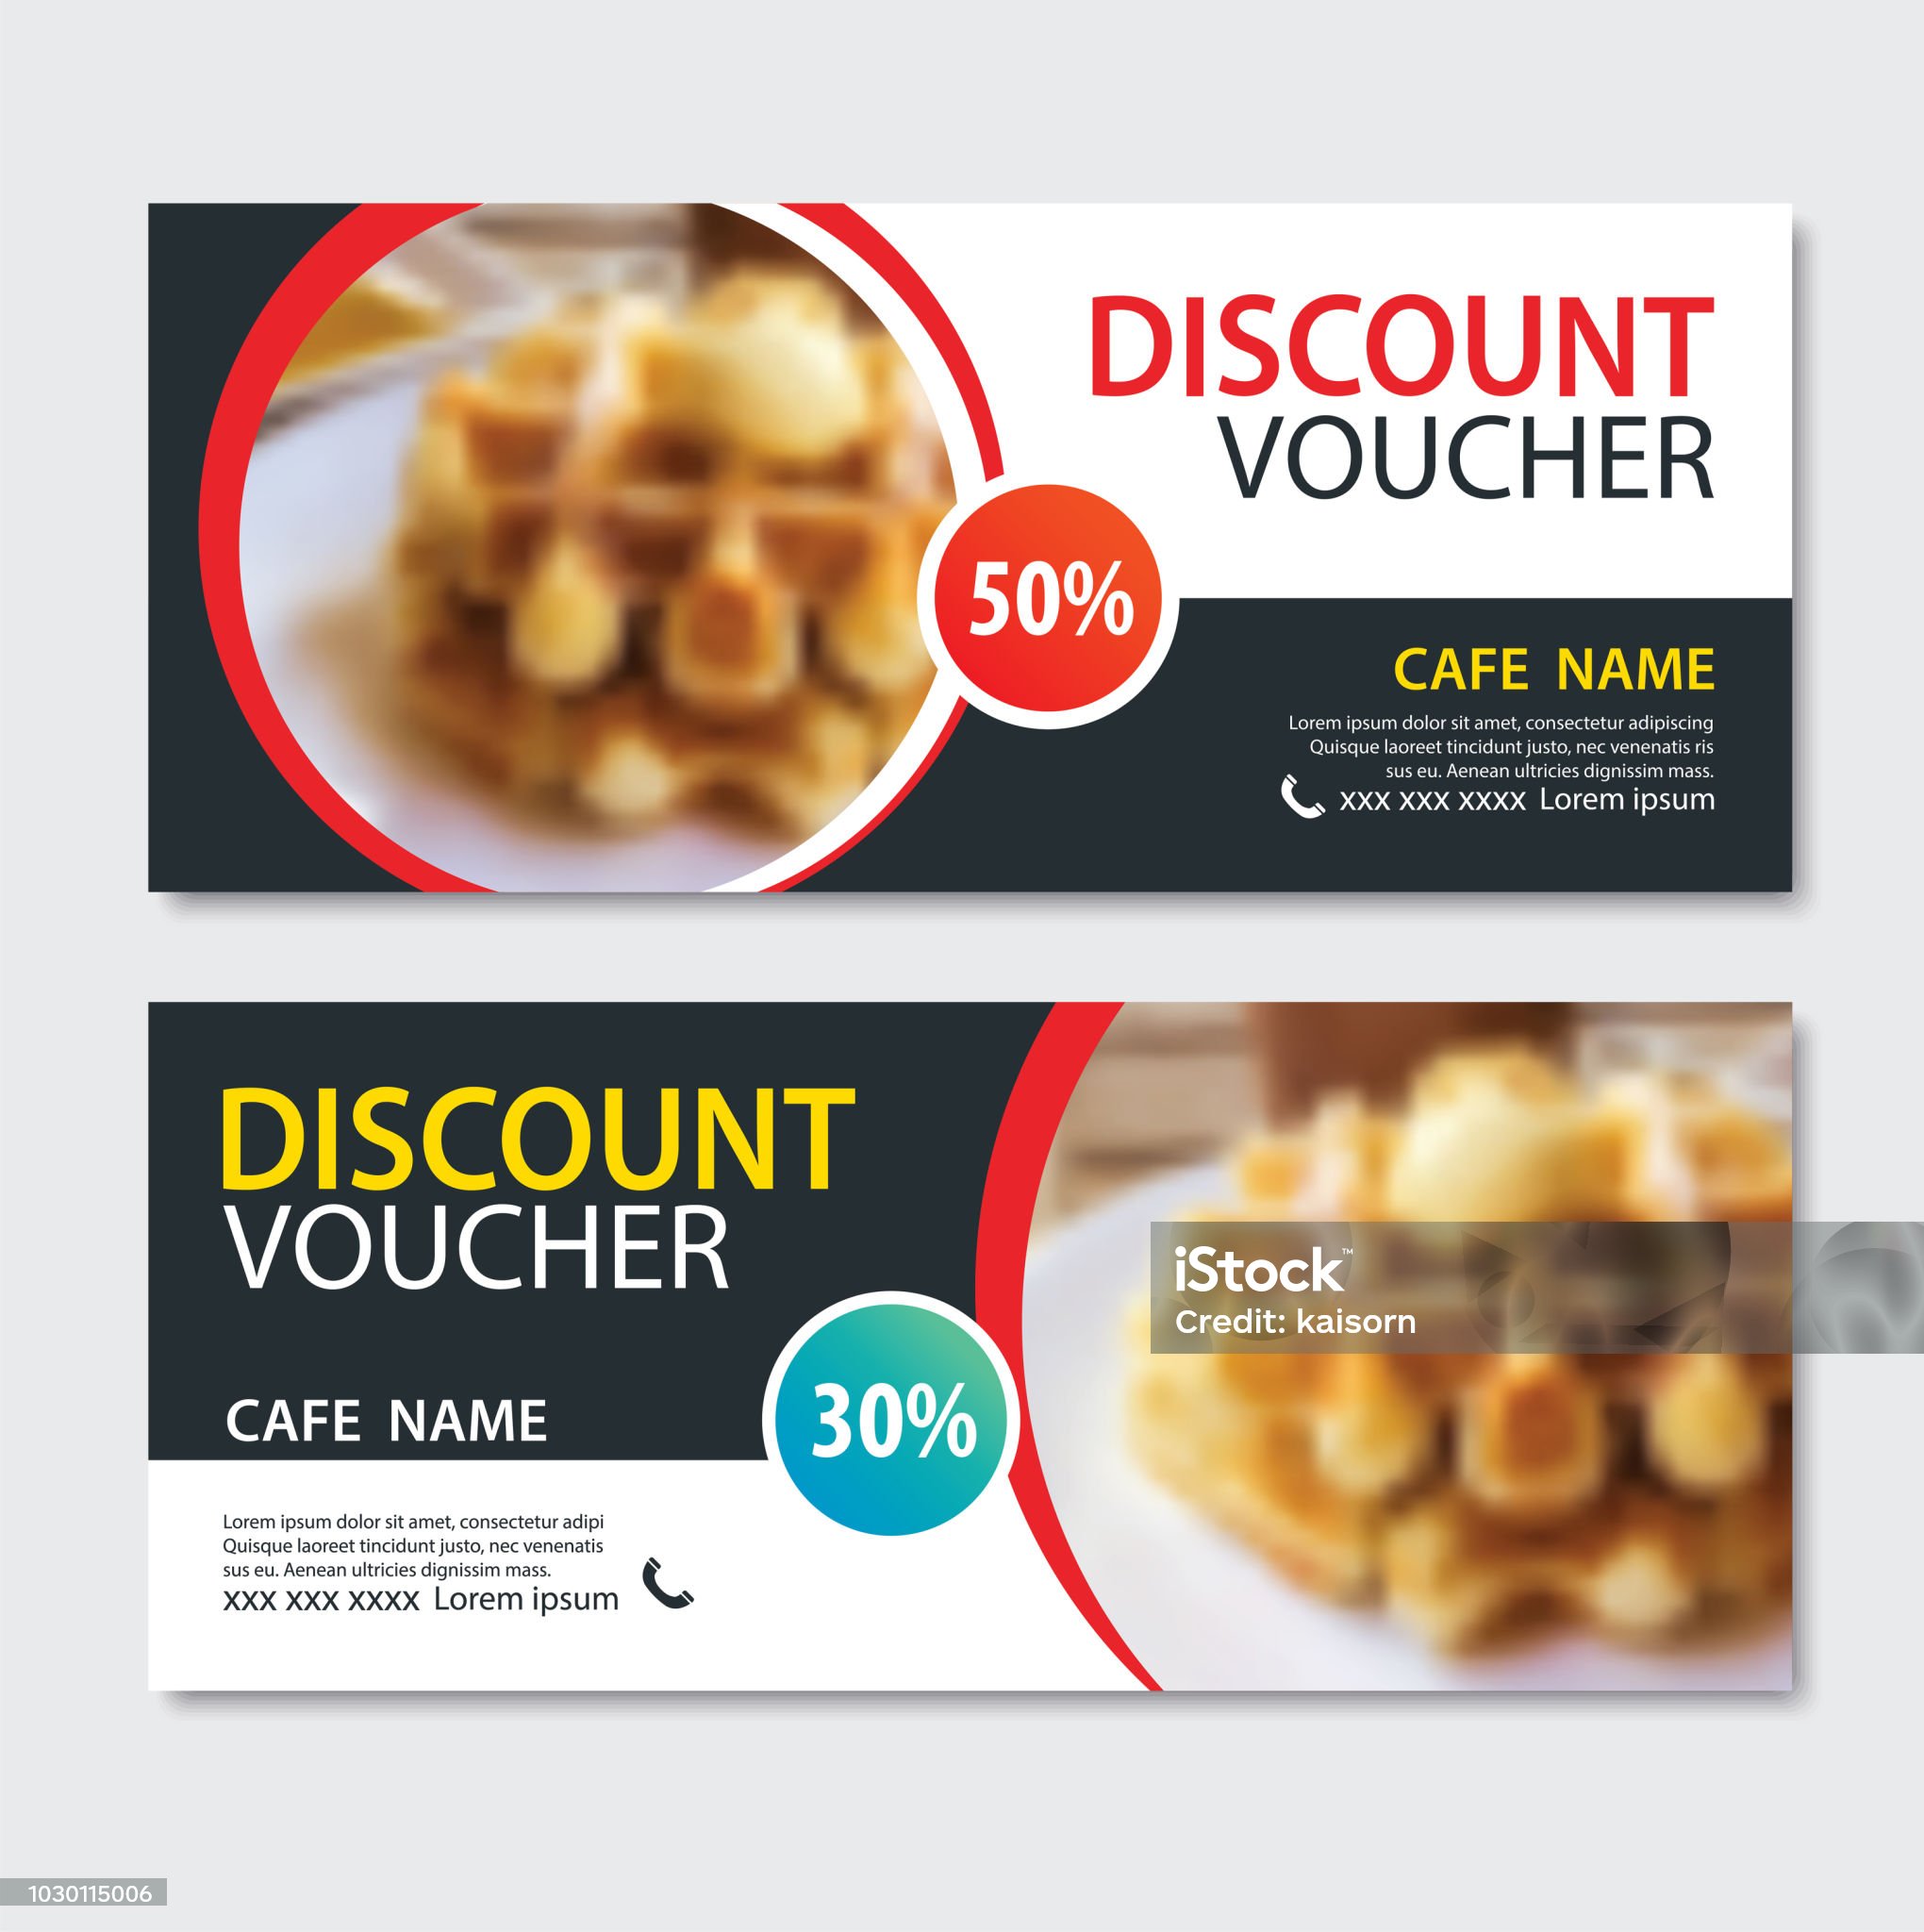 DISCOUNT
VOUCHER
50%
CAFE NAME
Lorem ipsum dolor sit amet, consectetur adipiscing
Quisque laoreet tincidunt justo, nec venenatis ris
sus eu. Aenean ultricies dignissim mass.
XXX XXX XXXX Lorem ipsum
DISCOUNT
VOUCHER
30%
CAFE NAME
Lorem ipsum dolor sit amet, consectetur adipi
Quisque laoreet tincidunt justo, nec venenatis
sus eu. Aenean ultricies dignissim mass.
XXX XXX XXXX Lorem ipsum
iStock™
Credit: kaisorn
1030115006